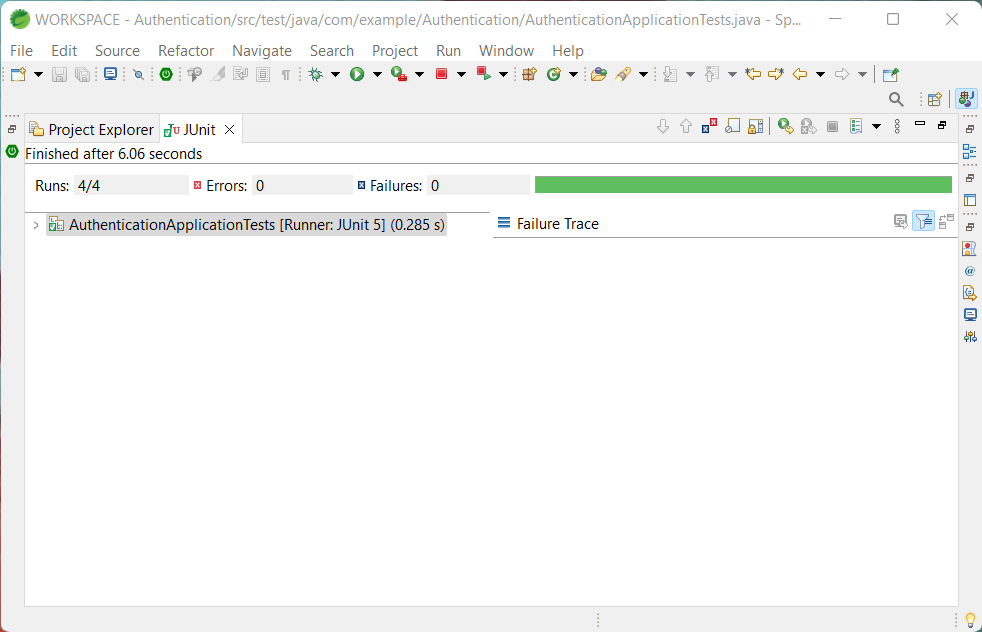 WORKSPACE - Authentication/src/test/java/com/example/Authentication/AuthenticationApplicationTests.java - Sp...
File Edit Source Refactor Navigate Search Project Run Window Help
Project Explorer JUnit
Finished after 6.06 seconds
Runs: 4/4 Errors: 0 Failures: 0
AuthenticationApplicationTests [Runner: JUnit 5] (0.285 s)
Failure Trace